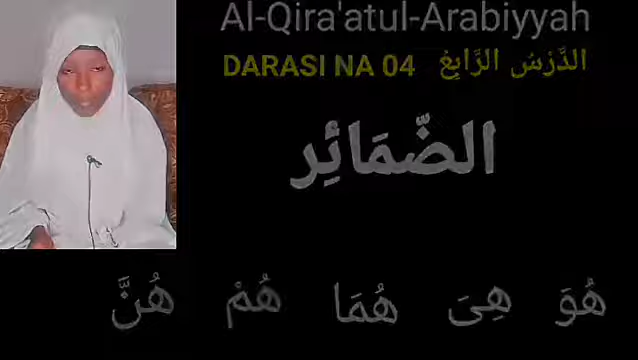 Al-Qira'atul-Arabiyyah
DARASI NA 04 الدَّرْسُ الرَّابِعُ
الضَّمَائِر
هُوَ هِىَ هُمَا هُمْ هُنَّ